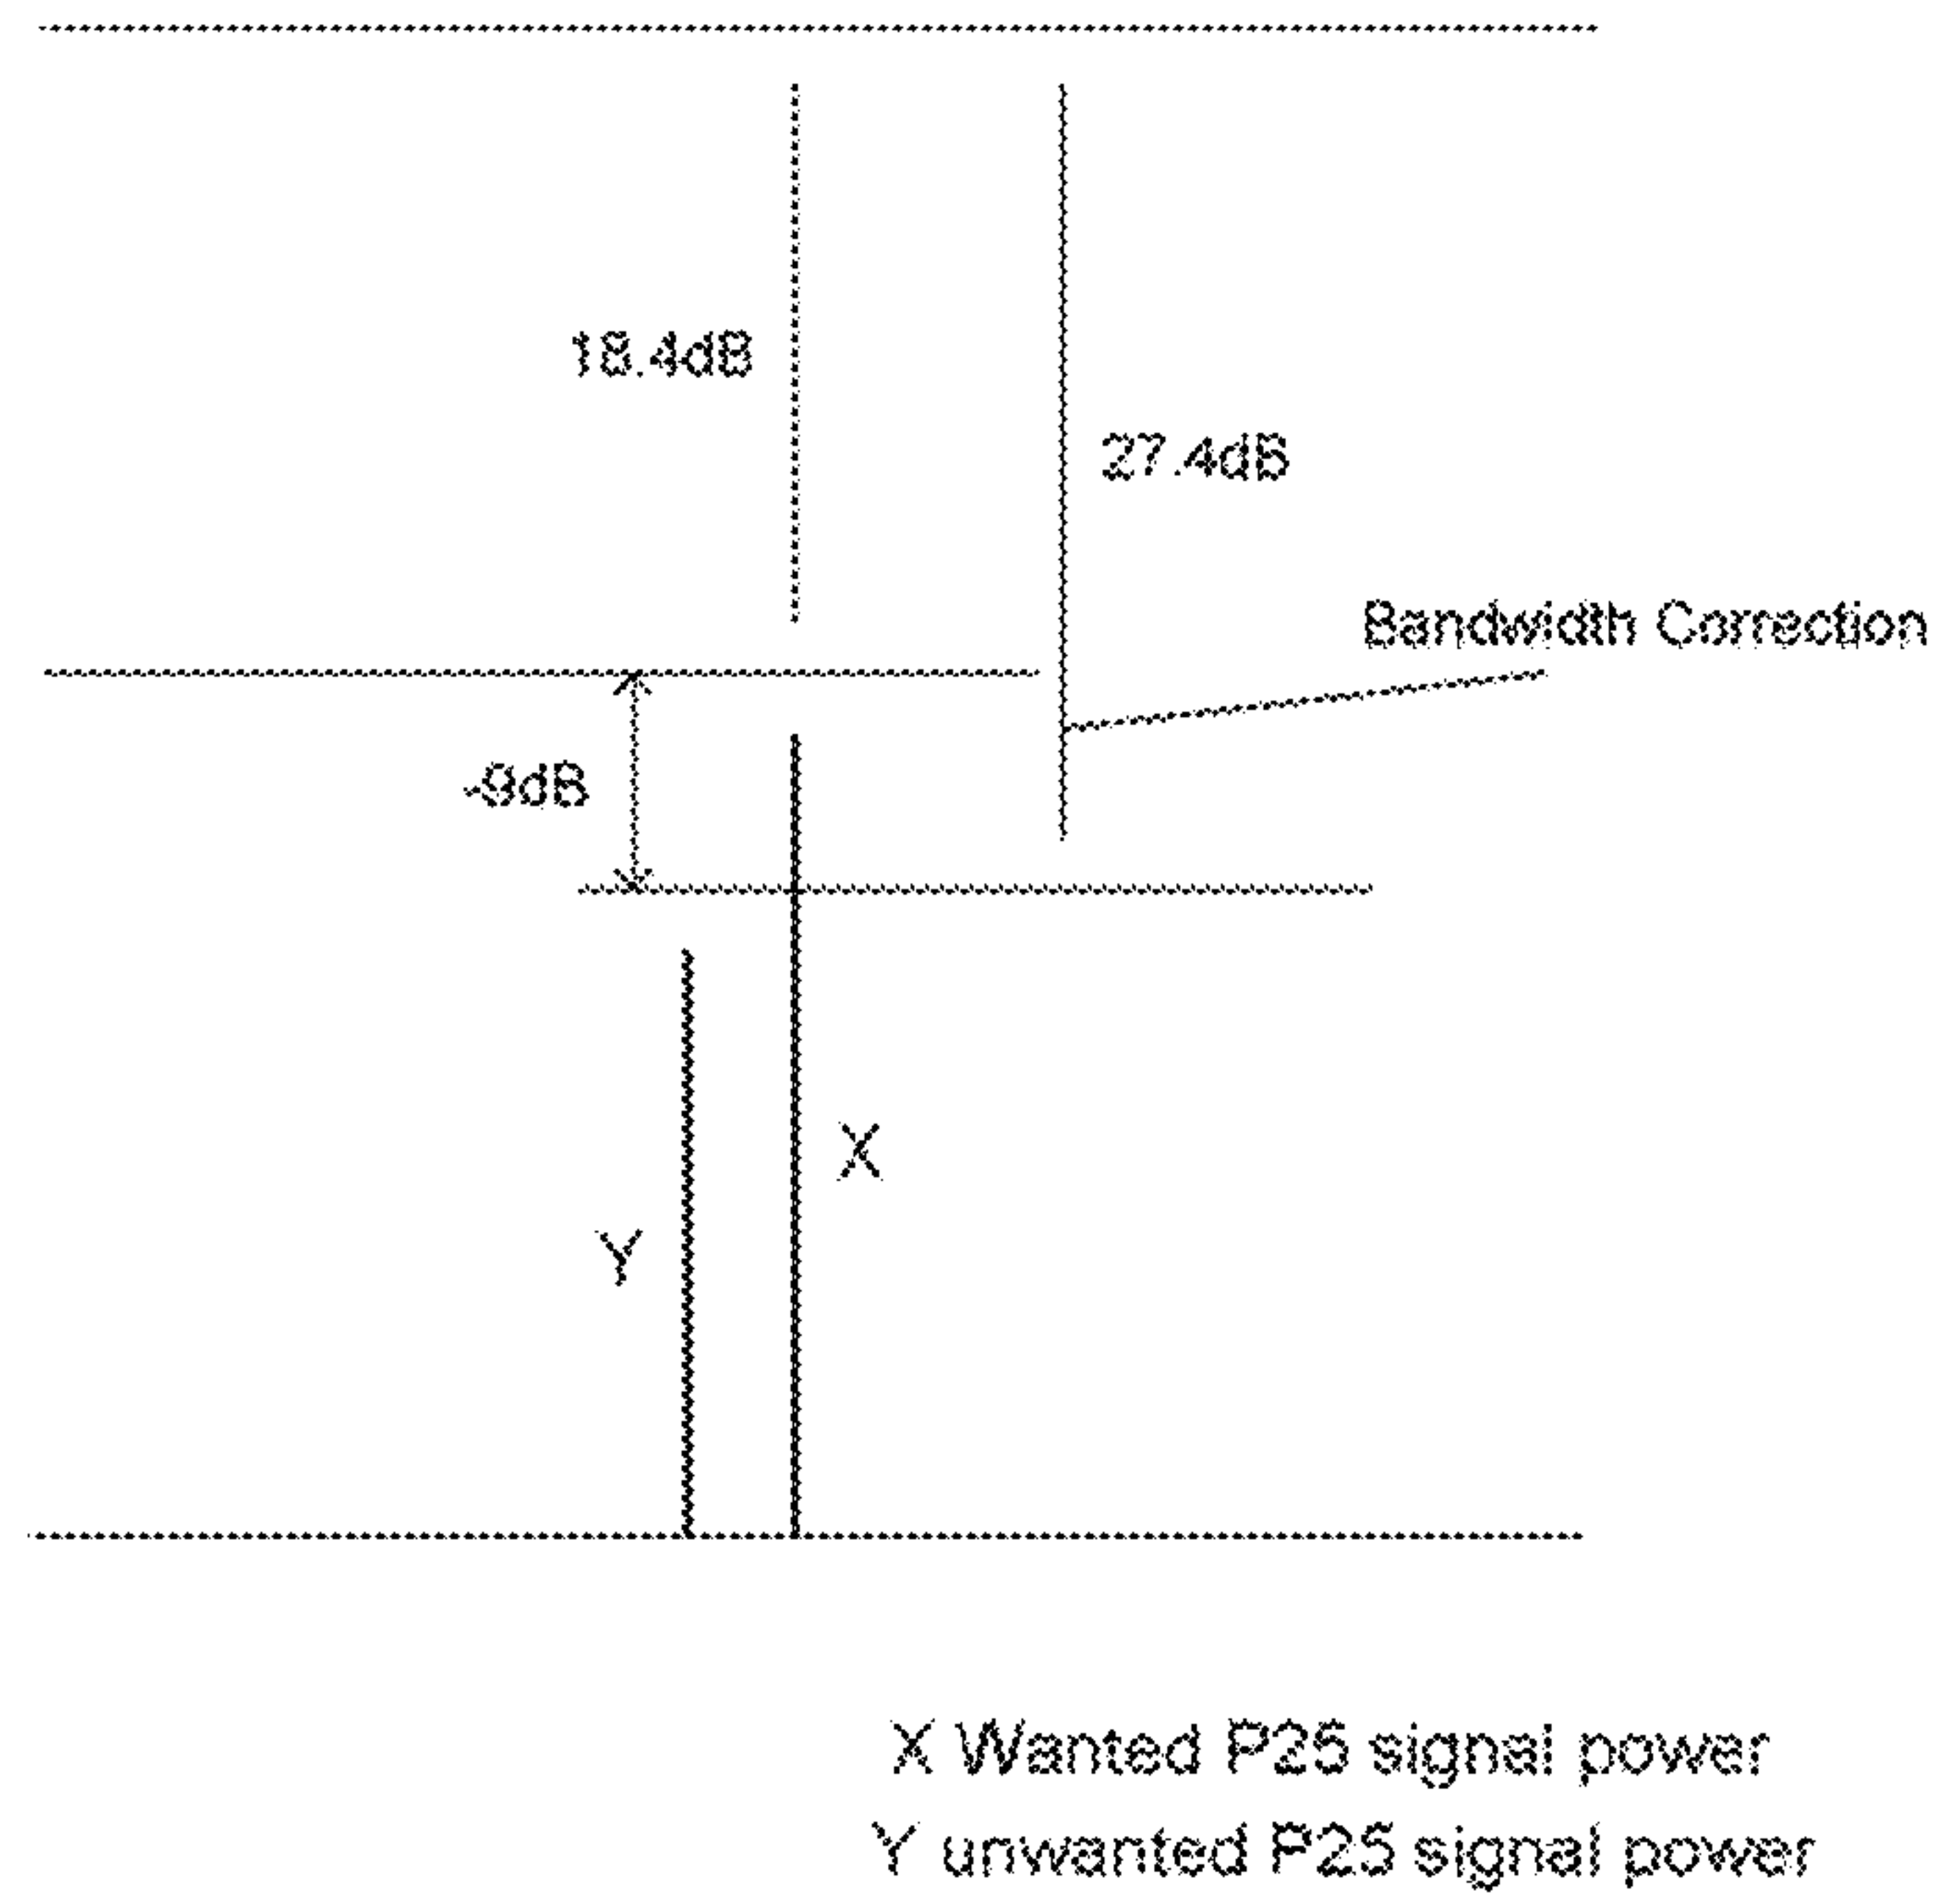 18.4dB
27.4dB
Bandwidth Correction
-9dB
X
Y
X Wanted P25 signal power
Y unwanted P25 signal power